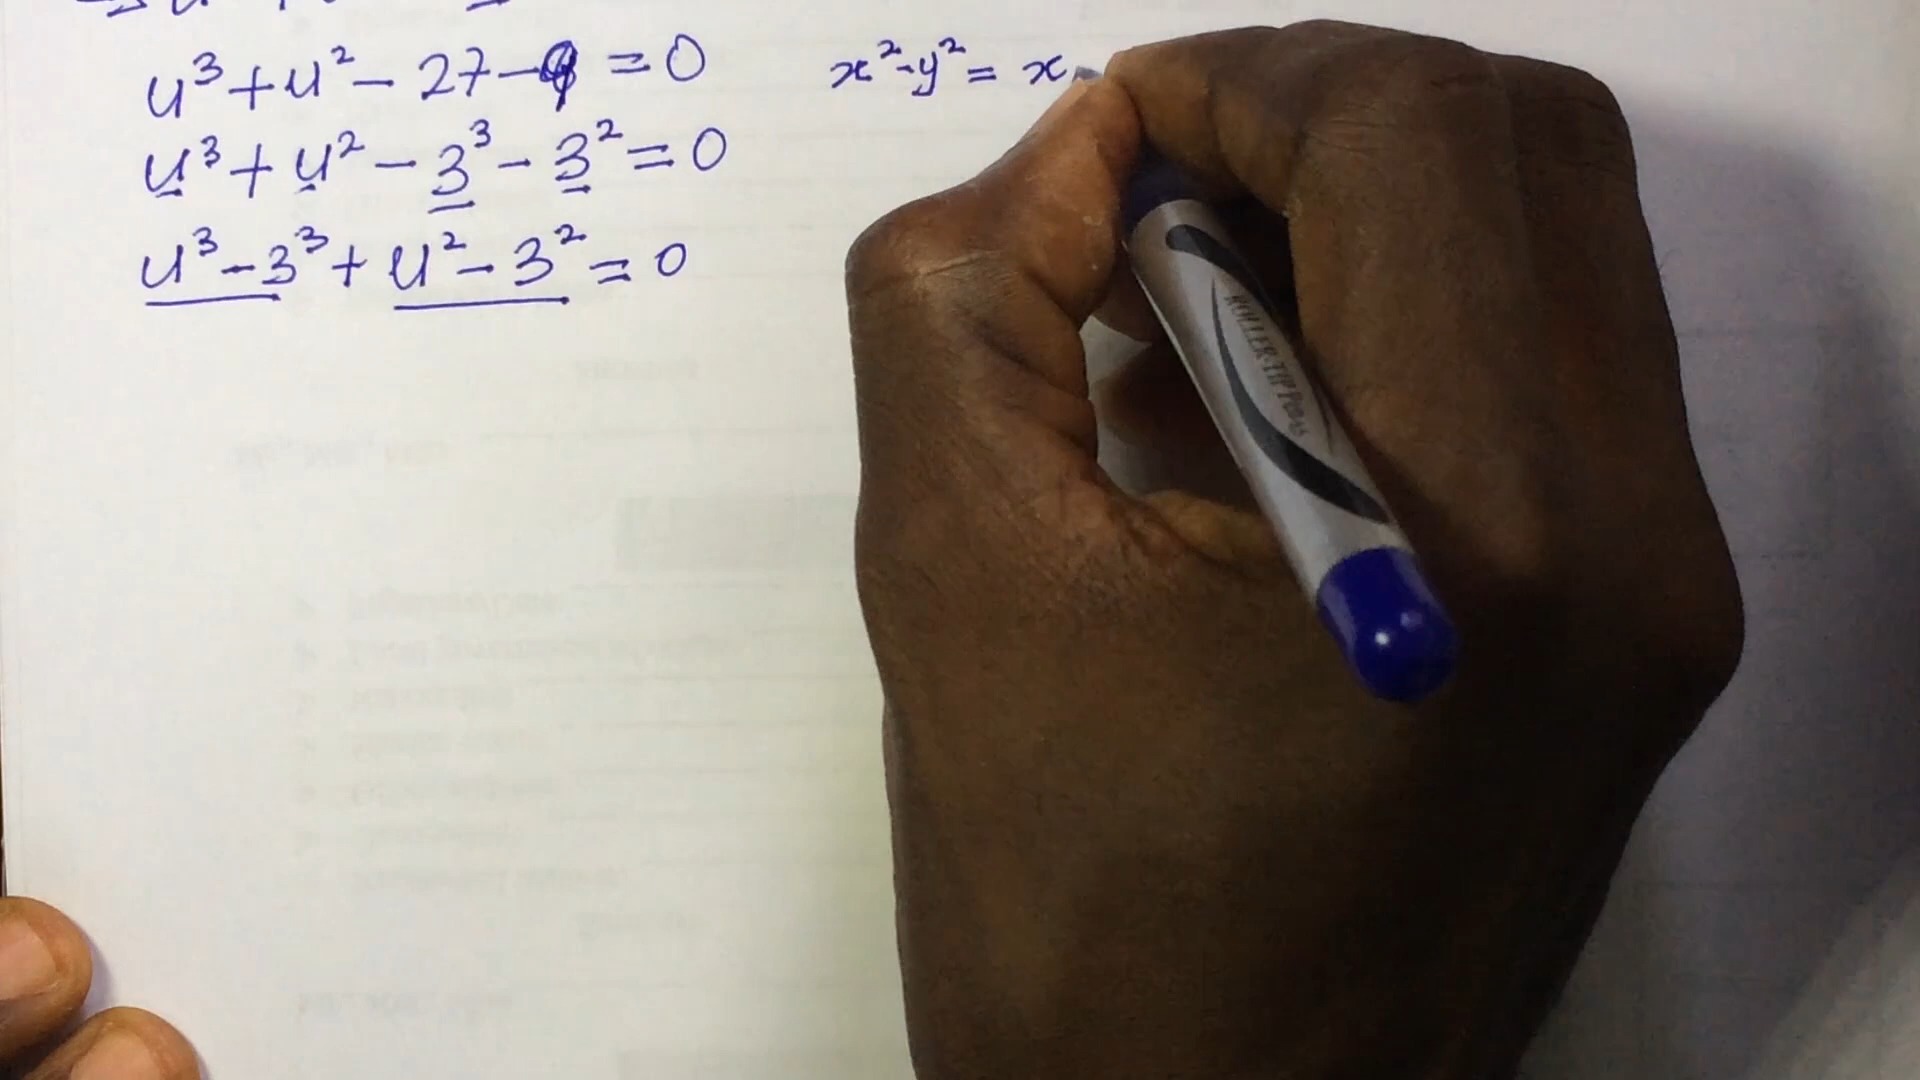 u³ + u² - 27 - 9 = 0
u³ + u² - 3³ - 3² = 0
u³ - 3³ + u² - 3² = 0
x² - y² = x
ROLLER-TIP PENS